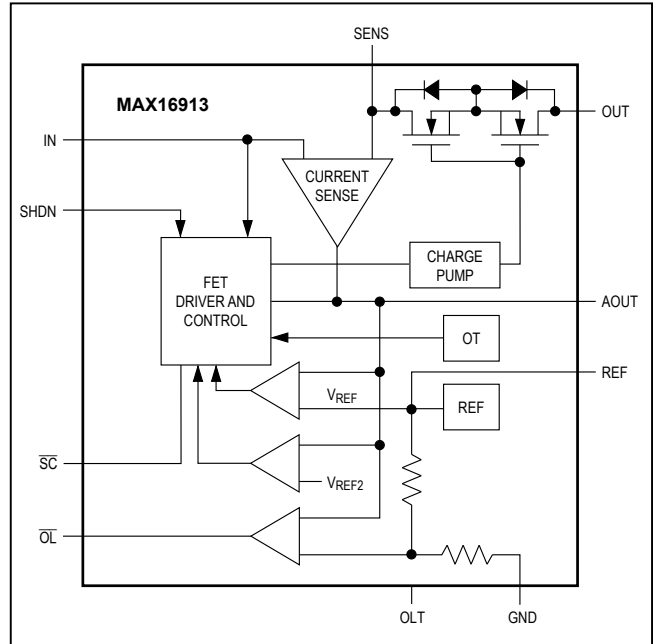 SENS
MAX16913
OUT
IN
CURRENT
SENSE
SHDN
CHARGE
PUMP
FET
DRIVER AND
CONTROL
AOUT
OT
REF
VREF
REF
SC
VREF2
OL
OLT
GND